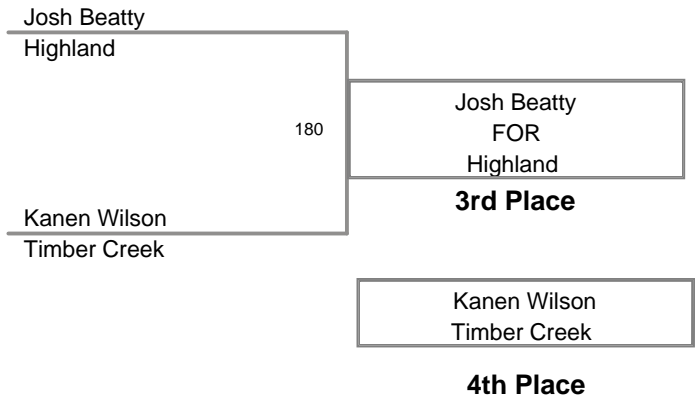 Josh Beatty
Highland
180
Josh Beatty
FOR
Highland
3rd Place
Kanen Wilson
Timber Creek
Kanen Wilson
Timber Creek
4th Place